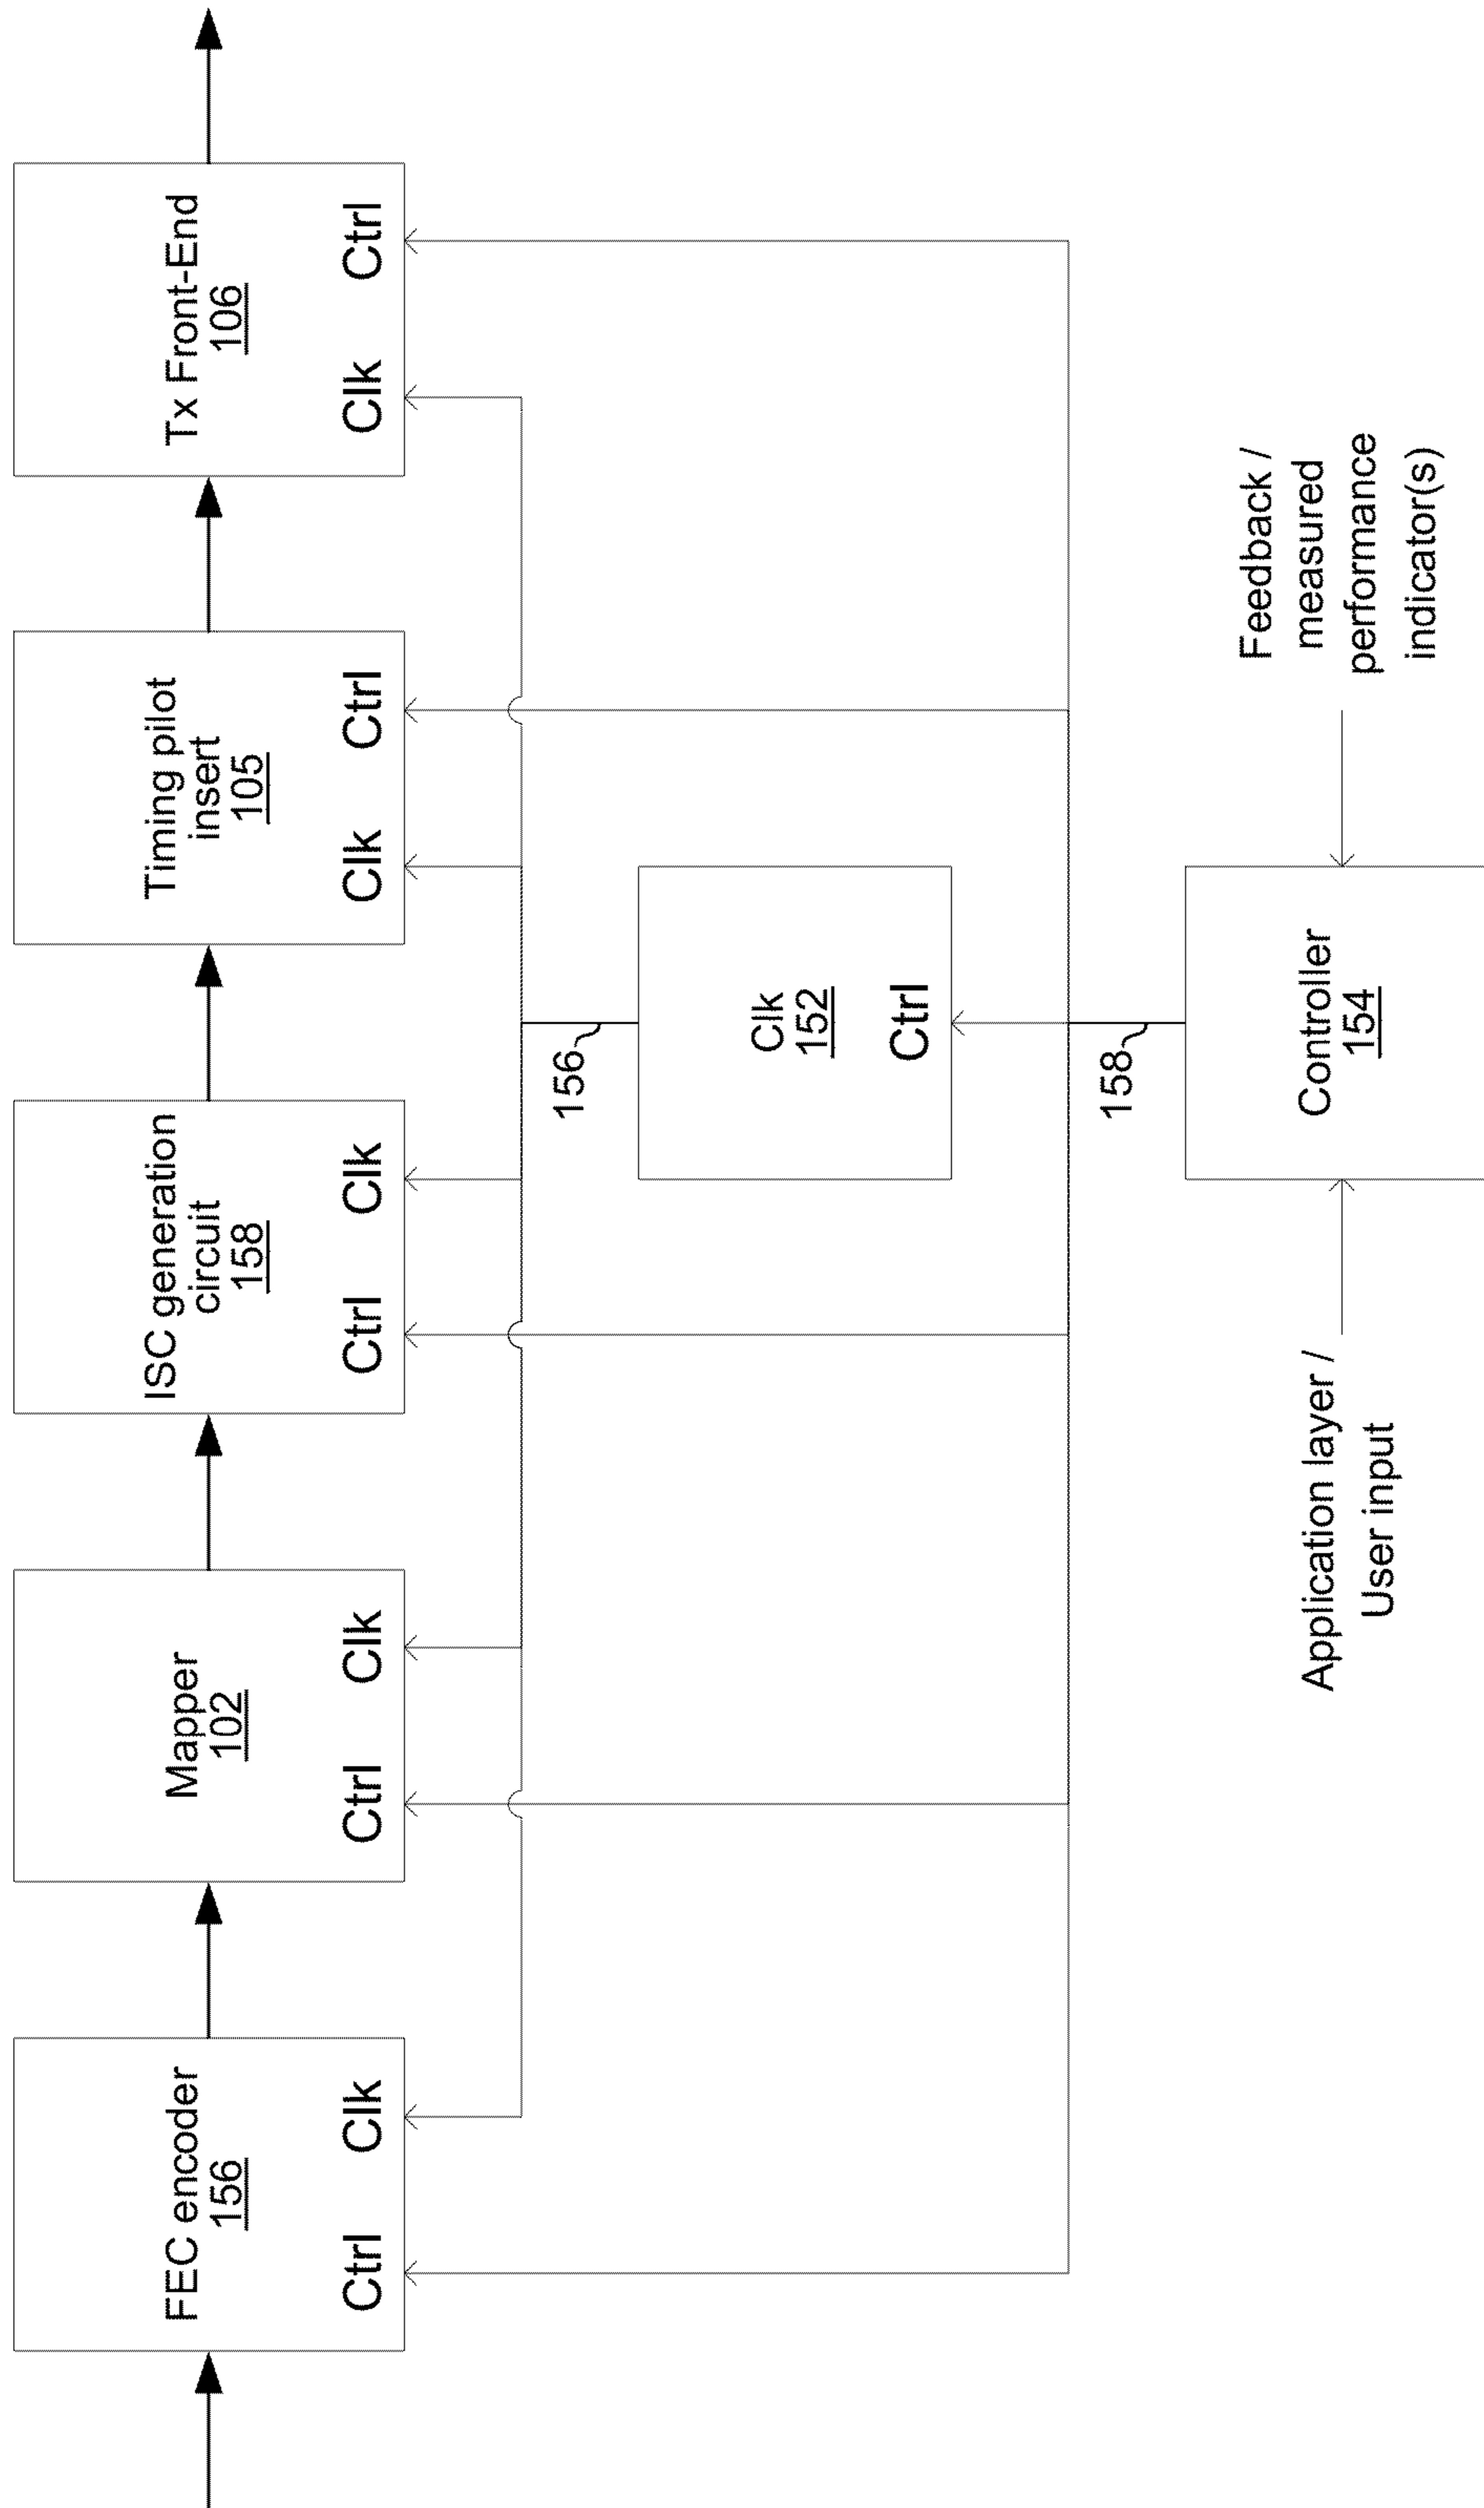 FEC encoder
156
Ctrl Clk
Mapper
102
Ctrl Clk
ISC generation
circuit
158
Ctrl Clk
Timing pilot
insert
105
Clk Ctrl
Tx Front-End
106
Clk Ctrl
156
Clk
152
Ctrl
158
Controller
154
Application layer /
User input
Feedback /
measured
performance
indicator(s)